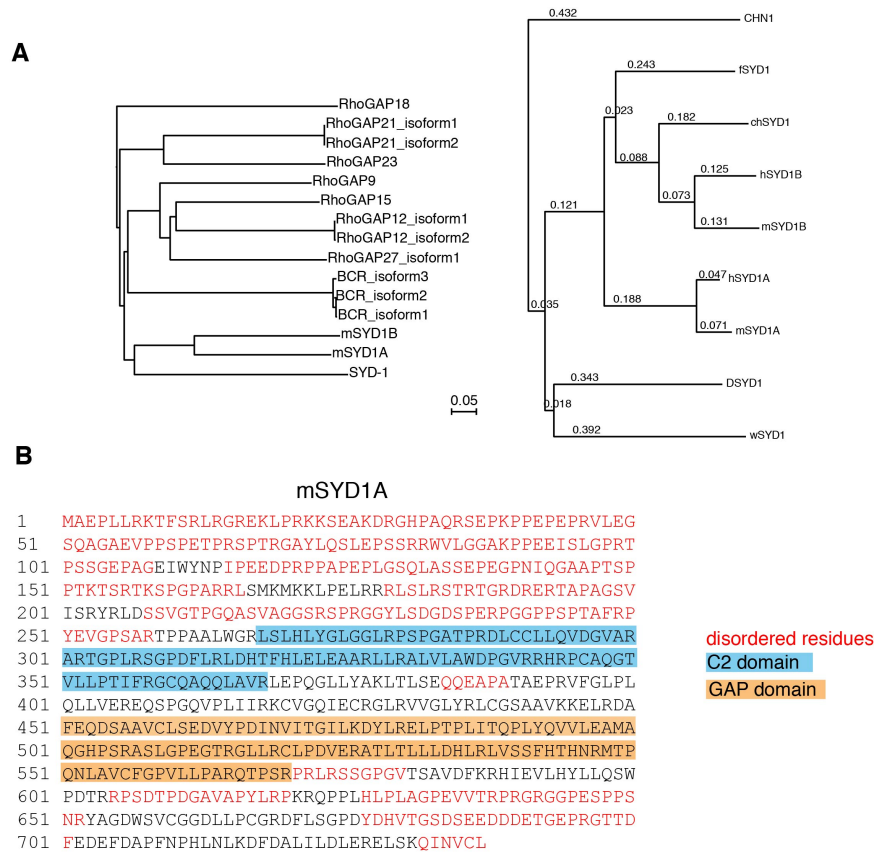 A
RhoGAP18
RhoGAP21_isoform1
RhoGAP21_isoform2
RhoGAP23
RhoGAP9
RhoGAP15
RhoGAP12_isoform1
RhoGAP12_isoform2
RhoGAP27_isoform1
BCR_isoform3
BCR_isoform2
BCR_isoform1
mSYD1B
mSYD1A
SYD-1
0.05
0.432
CHN1
0.243
fSYD1
0.023
0.182
chSYD1
0.088
0.125
hSYD1B
0.073
0.131
mSYD1B
0.121
0.047
hSYD1A
0.188
0.071
mSYD1A
0.035
0.343
DSYD1
0.018
0.392
wSYD1
B
mSYD1A
1 MAEPLLRKTFSRLRGREKLPRKKSEAKDRGHPAQRSEPKPPEPEPRVLEG
51 SQAGAEVPPSPETPRSPTRGAYLQSLEPSSRRWVLGGAKPPEEISLGPRT
101 PSSGEPAGEIWYNPIPEEDPRPPAPEPLGSQLASSEPEGPNIQGAAPTSP
151 PTKTSRTKSPGPARRLSMKMKKLPELRRRLSLRSTRTGRDRERTAPAGSV
201 ISRYRLDSSVGTPGQASVAGGSRSPRGGYLSDGDSPERPGGPPSPTAFRP
251 YEVGPSARTPPAALWGRLSLHLYGLGGLRPSPGATPRDLCCLLQVDGVAR
301 ARTGPLRSGPDFLRLDHTFHLELEAARLLRALVLAWDPGVRRHRPCAQGT
351 VLLPTIFRGCQAQQLAVRLEPQGLLYAKLTLSEQQEAPATAEPRVFGLPL
401 QLLVEREQSPGQVPLIIRKCVGQIECRGLRVVGLYRLCGSAAVKKELRDA
451 FEQDSAAVCLSEDVYPDINVITGILKDYLRELPTPLITQPLYQVVLEAMA
501 QGHPSRASLGPEGTRGLLRCLPDVERATLTLLLDHLRLVSSFHTHNRMTP
551 QNLAVCFGPVLLPARQTPSRPRLRSSGPGVTSAVDFKRHIEVLHYLLQSW
601 PDTRRPSDTPDGAVAPYLRPKRQPPLHLPLAGPEVVTRPRGRGGPESPPS
651 NRYAGDWSVCGGDLLPCGRDFLSGPDYDHVTGSDSEEDDDETGEPRGTTD
701 FEDEFDAPFNPHLNLKDFDALILDLERELSKQINVCL
disordered residues
C2 domain
GAP domain